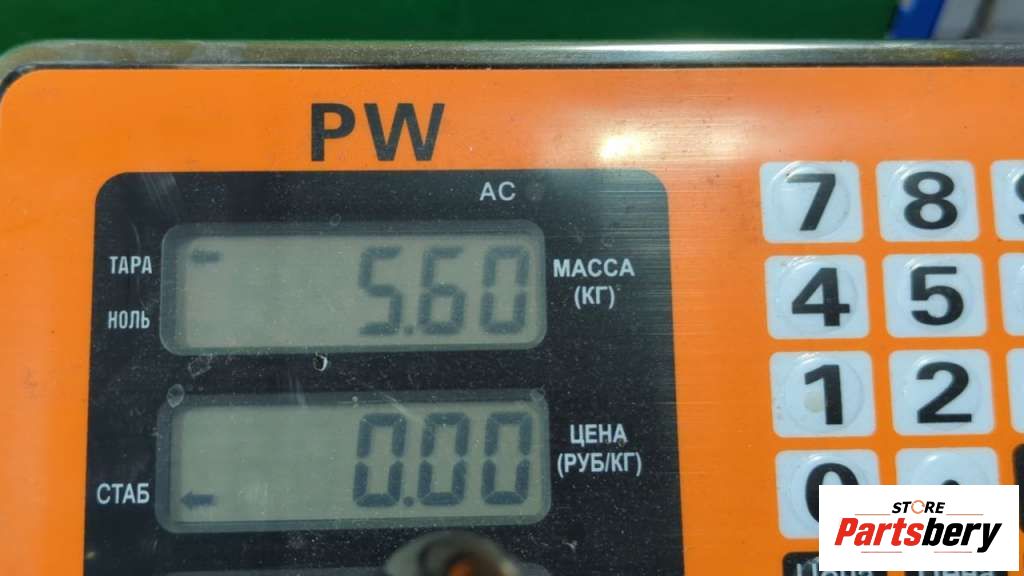 PW
AC
ТАРА
5.60
МАССА
(КГ)
НОЛЬ
0.00
ЦЕНА
(РУБ/КГ)
СТАБ
7 8
4 5
1 2
0 .
STORE
Partsbery